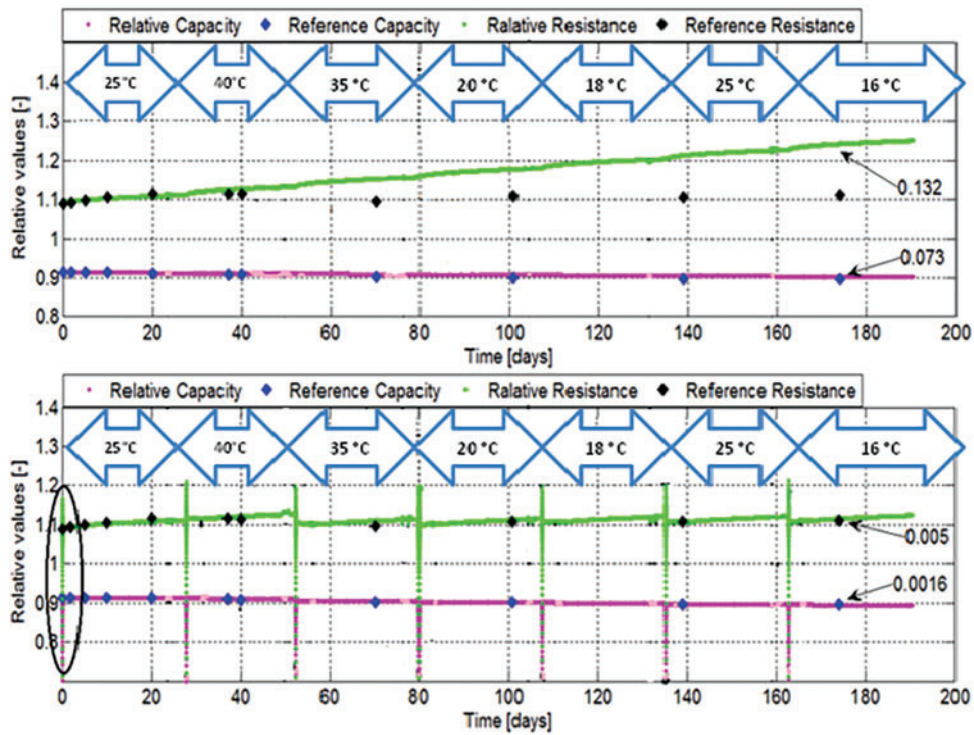 Relative Capacity Reference Capacity Ralative Resistance Reference Resistance
25 °C 40°C 35 °C 20 °C 18 °C 25 °C 16 °C
1.4
1.3
1.2
1.1
1
0.9
0.8
Relative values [-]
0.132
0.073
0 20 40 60 80 100 120 140 160 180 200
Time [days]
Relative Capacity Reference Capacity Ralative Resistance Reference Resistance
1.4
25 °C 40°C 35 °C 20 °C 18 °C 25 °C 16 °C
1.3
1.2
1.1
1
0.9
0.8
Relative values [-]
0.005
0.0016
0 20 40 60 80 100 120 140 160 180 200
Time [days]